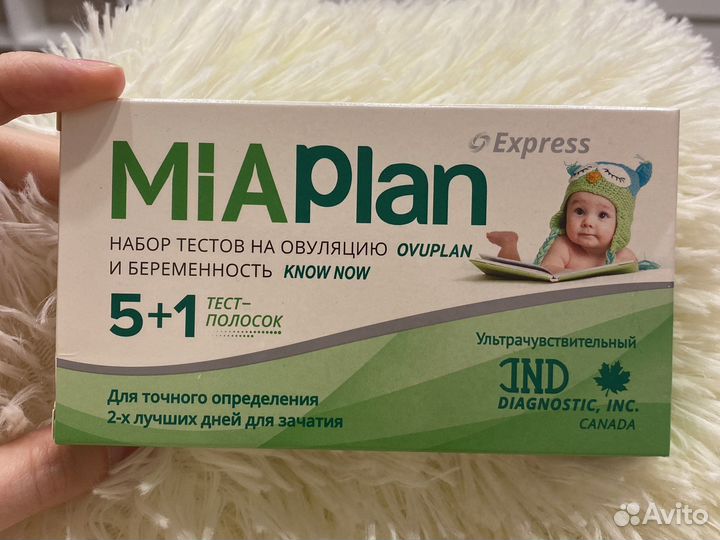 Express
MiAplan
НАБОР ТЕСТОВ НА ОВУЛЯЦИЮ OVUPLAN
И БЕРЕМЕННОСТЬ KNOW NOW
5+1 ТЕСТ–
ПОЛОСОК
Ультрачувствительный
IND
DIAGNOSTIC, INC.
CANADA
Для точного определения
2-х лучших дней для зачатия
Avito